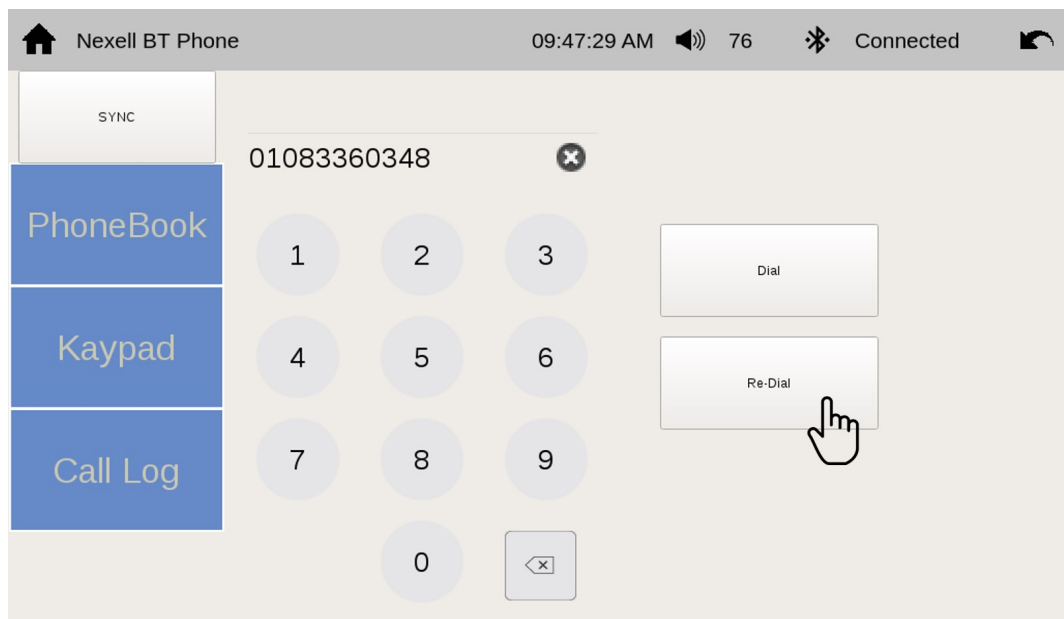 Nexell BT Phone 09:47:29 AM 76 Connected
SYNC
01083360348
PhoneBook
Kaypad
Call Log
1 2 3
4 5 6
7 8 9
0
Dial
Re-Dial